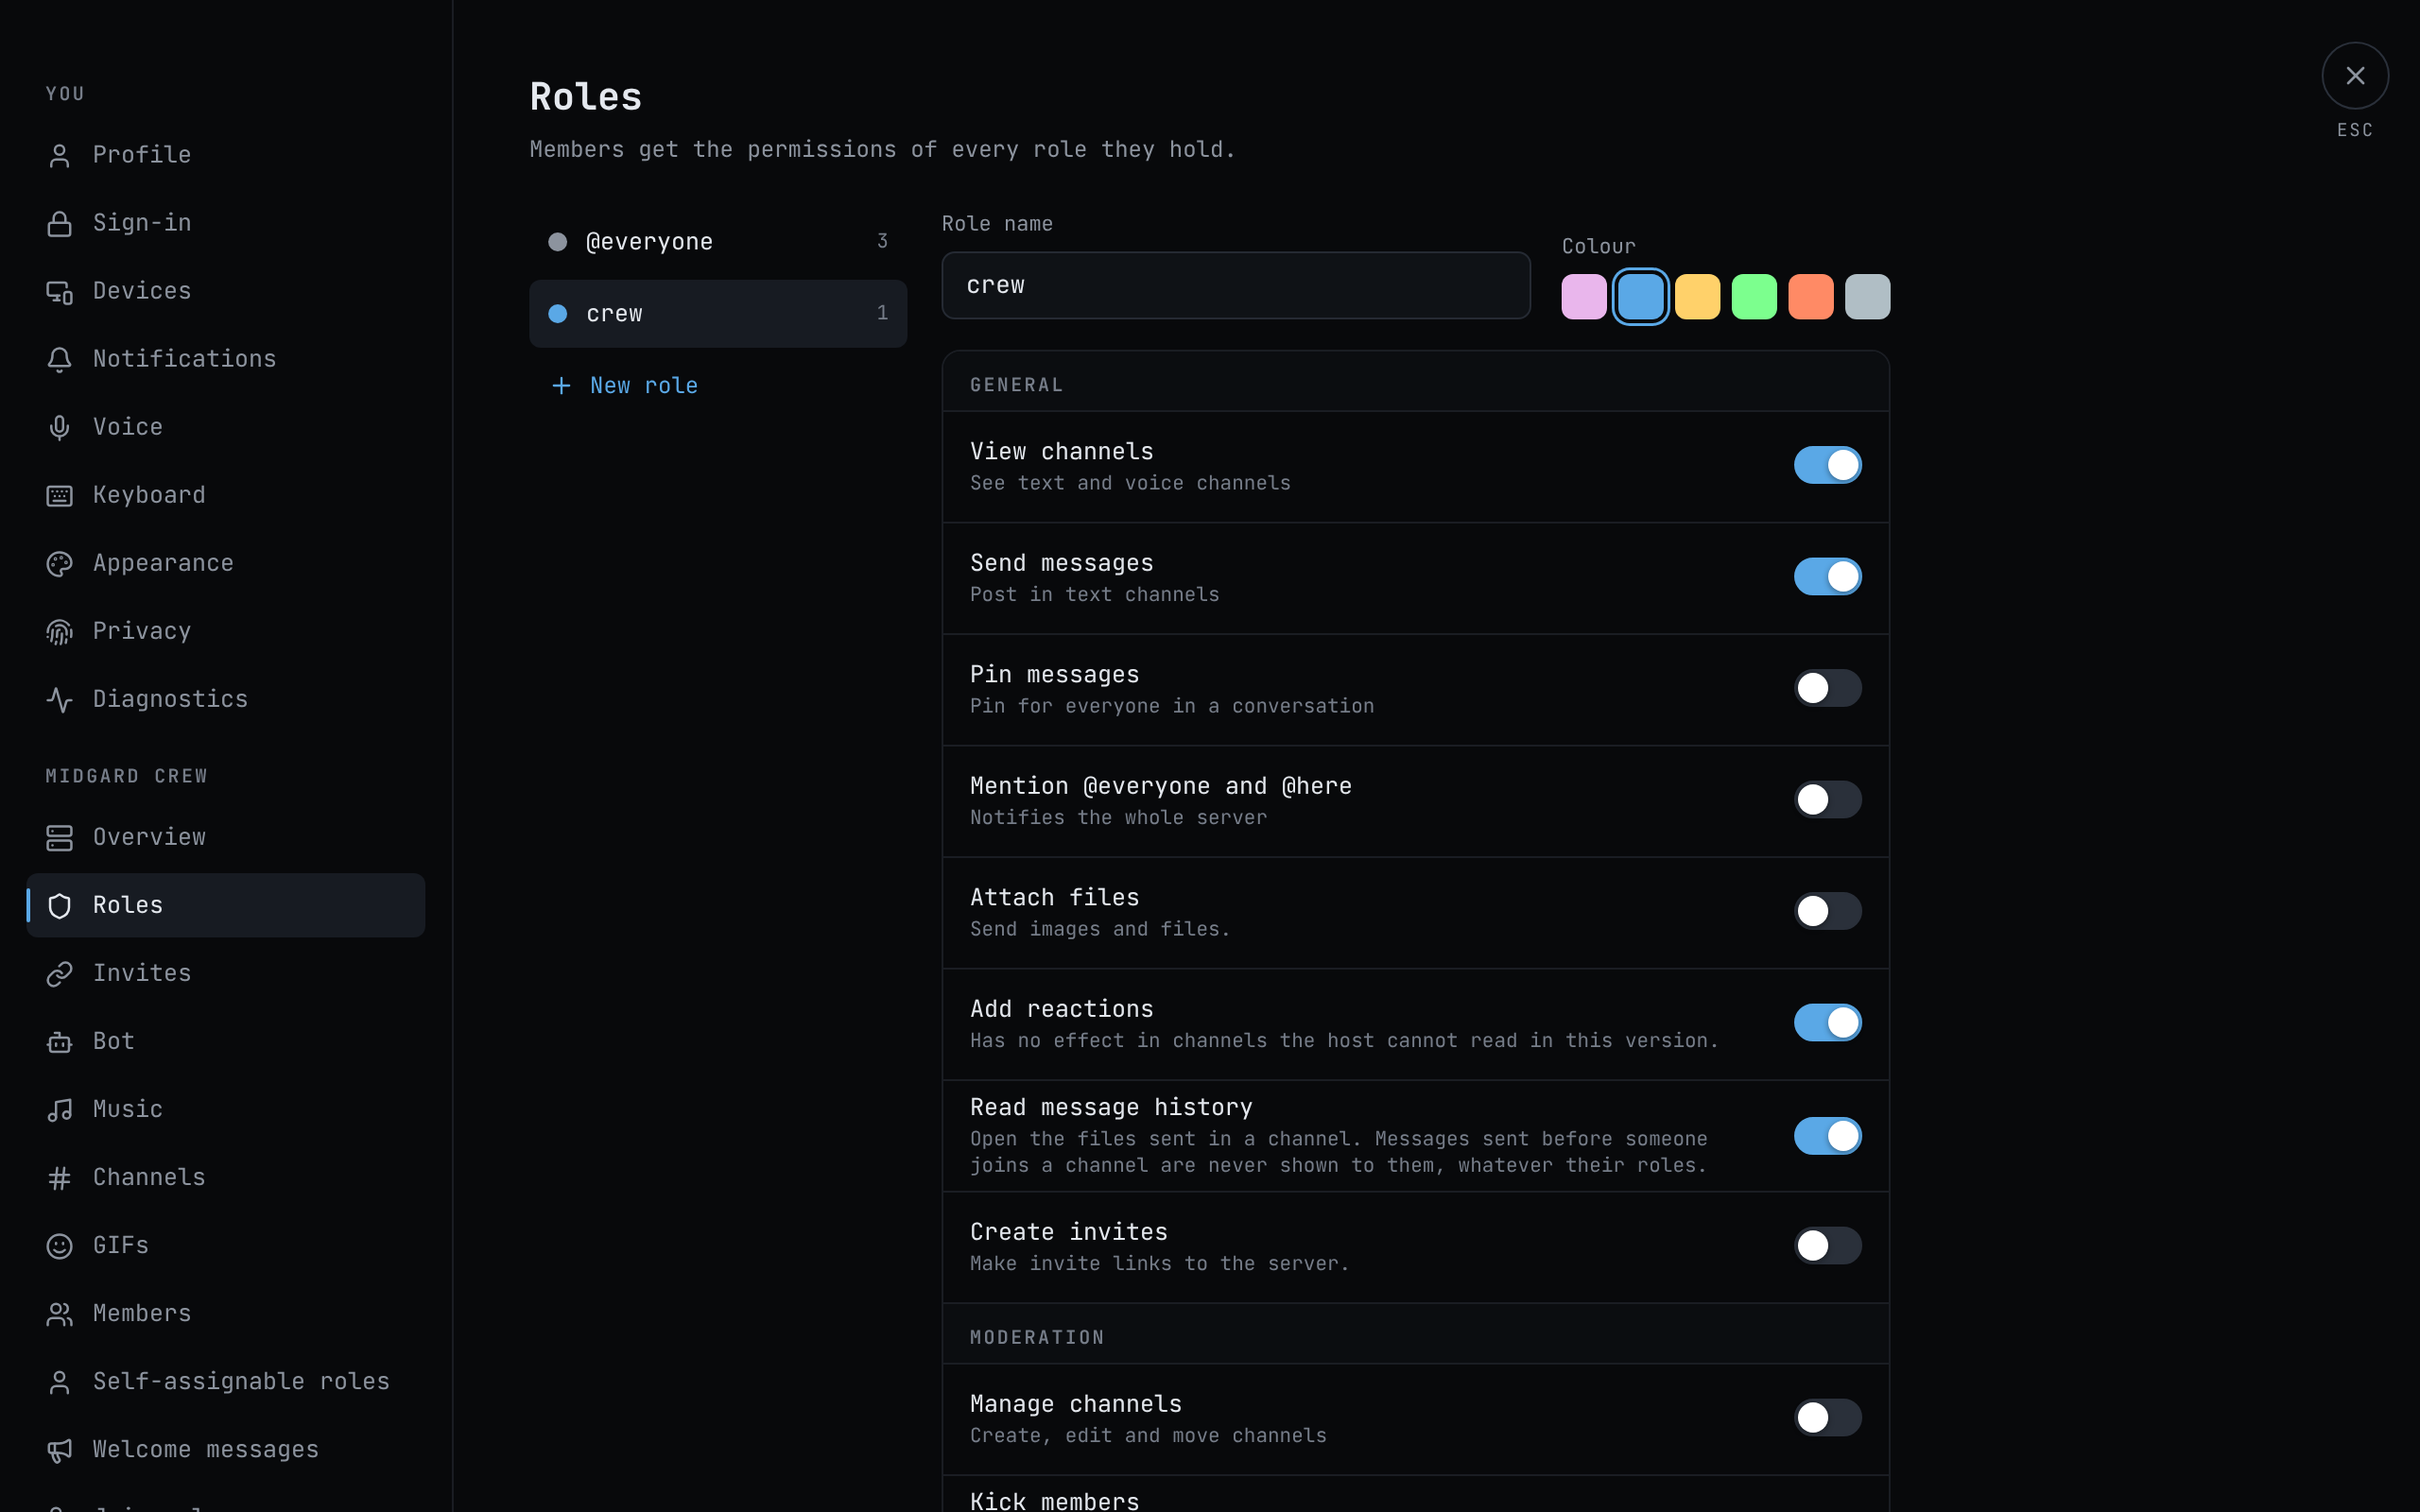 YOU
Profile
Sign-in
Devices
Notifications
Voice
Keyboard
Appearance
Privacy
Diagnostics
MIDGARD CREW
Overview
Roles
Invites
Bot
Music
Channels
GIFs
Members
Self-assignable roles
Welcome messages
Roles
Members get the permissions of every role they hold.
@everyone 3
crew 1
New role
Role name
crew
Colour
GENERAL
View channels
See text and voice channels
Send messages
Post in text channels
Pin messages
Pin for everyone in a conversation
Mention @everyone and @here
Notifies the whole server
Attach files
Send images and files.
Add reactions
Has no effect in channels the host cannot read in this version.
Read message history
Open the files sent in a channel. Messages sent before someone
joins a channel are never shown to them, whatever their roles.
Create invites
Make invite links to the server.
MODERATION
Manage channels
Create, edit and move channels
Kick members
ESC